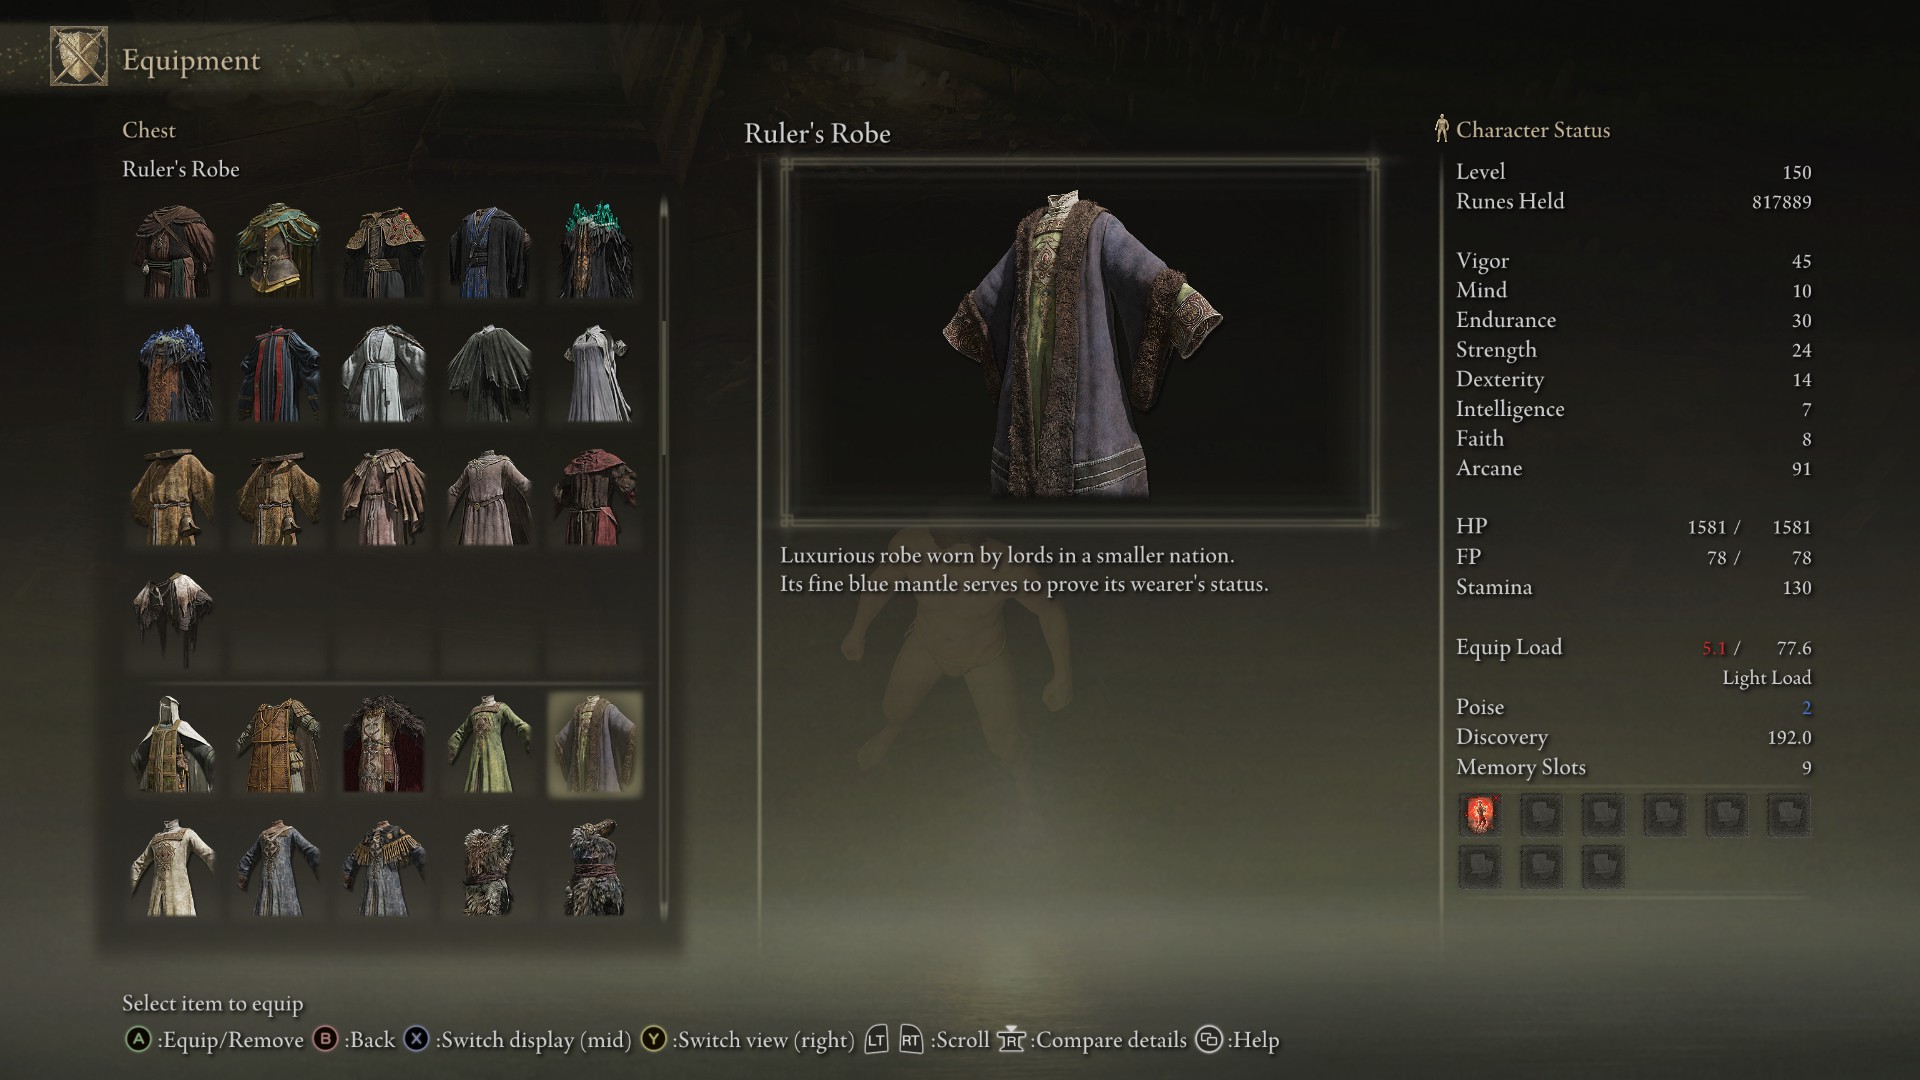 Equipment
Chest
Ruler's Robe
Ruler's Robe
Luxurious robe worn by lords in a smaller nation.
Its fine blue mantle serves to prove its wearer's status.
Character Status
Level 150
Runes Held 817889
Vigor 45
Mind 10
Endurance 30
Strength 24
Dexterity 14
Intelligence 7
Faith 8
Arcane 91
HP 1581 / 1581
FP 78 / 78
Stamina 130
Equip Load 5.1 / 77.6
Light Load
Poise 2
Discovery 192.0
Memory Slots 9
Select item to equip
A :Equip/Remove B :Back X :Switch display (mid) Y :Switch view (right) LT RT :Scroll R :Compare details :Help